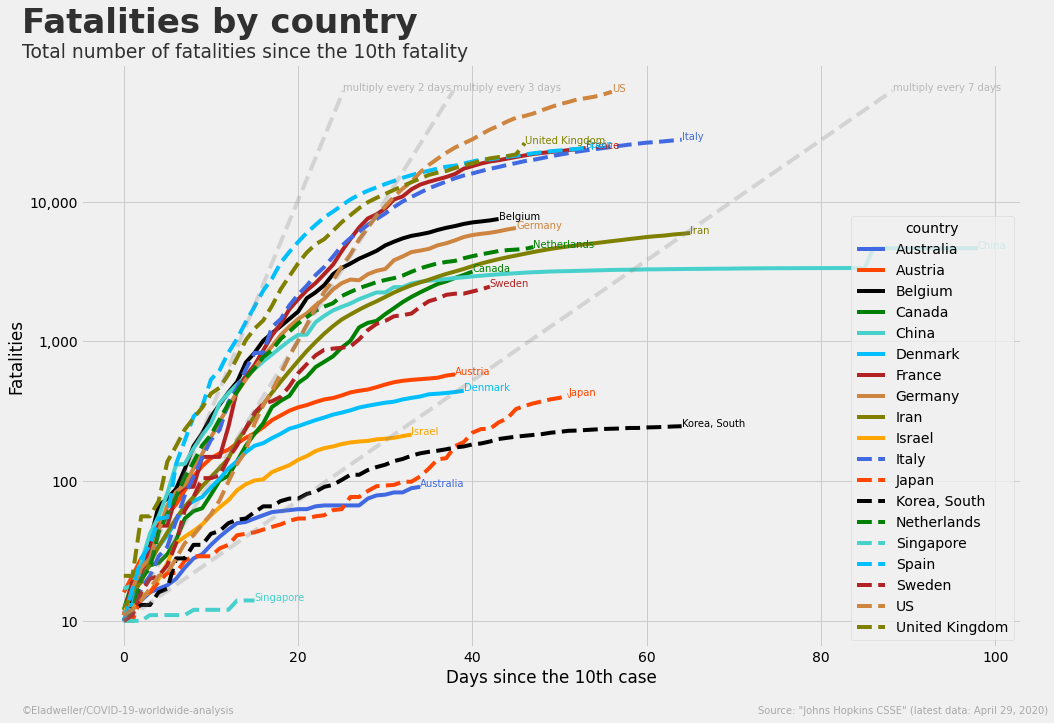 Fatalities by country
Total number of fatalities since the 10th fatality
multiply every 2 days
multiply every 3 days
US
multiply every 7 days
United Kingdom
Italy
France
10,000
Belgium
Germany
Iran
Netherlands
China
Canada
Sweden
1,000
Austria
Denmark
Japan
Korea, South
Israel
100
Australia
Singapore
10
Fatalities
country
Australia
Austria
Belgium
Canada
China
Denmark
France
Germany
Iran
Israel
Italy
Japan
Korea, South
Netherlands
Singapore
Spain
Sweden
US
United Kingdom
0
20
40
60
80
100
Days since the 10th case
©Eladweller/COVID-19-worldwide-analysis
Source: "Johns Hopkins CSSE" (latest data: April 29, 2020)